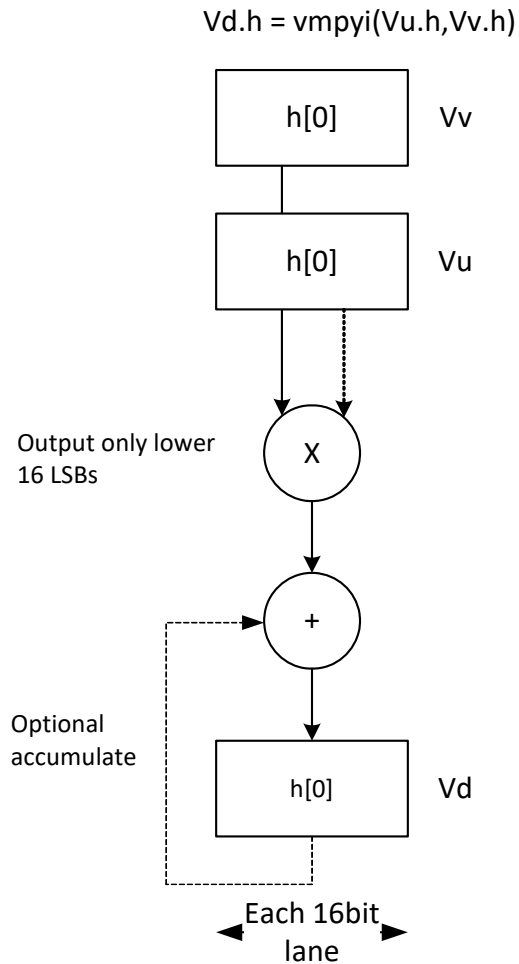 Vd.h = vmpyi(Vu.h,Vv.h)
h[0] Vv
h[0] Vu
Output only lower
16 LSBs
X
+
Optional
accumulate
h[0] Vd
Each 16bit
lane